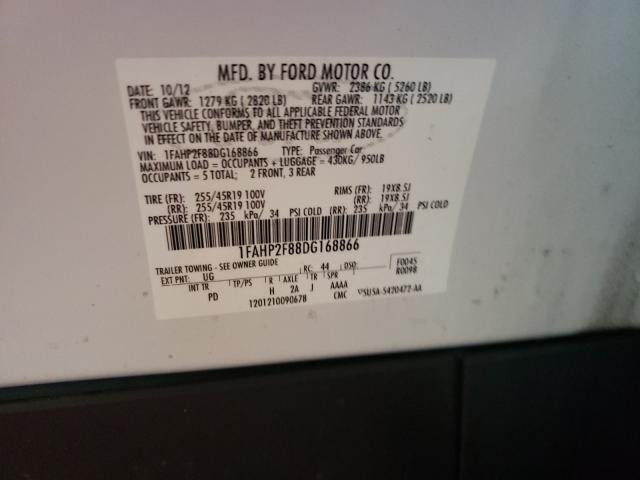 MFD. BY FORD MOTOR CO.
DATE: 10/12 GVWR: 2386 KG ( 5260 LB)
FRONT GAWR: 1279 KG ( 2820 LB) REAR GAWR: 1143 KG ( 2520 LB)
THIS VEHICLE CONFORMS TO ALL APPLICABLE FEDERAL MOTOR
VEHICLE SAFETY, BUMPER, AND THEFT PREVENTION STANDARDS
IN EFFECT ON THE DATE OF MANUFACTURE SHOWN ABOVE.
VIN: 1FAHP2F88DG168866 TYPE: Passenger Car
MAXIMUM LOAD = OCCUPANTS + LUGGAGE = 430KG/ 950LB
OCCUPANTS = 5 TOTAL; 2 FRONT, 3 REAR
TIRE (FR): 255/45R19 100V RIMS (FR): 19X8.5J
(RR): 255/45R19 100V (RR): 19X8.5J
PRESSURE (FR): 235 kPa/ 34 PSI COLD (RR): 235 kPa/ 34 PSI COLD
1FAHP2F88DG168866
TRAILER TOWING - SEE OWNER GUIDE RC: 44 DSO: F0045
EXT PNT: UG R AXLE TR SPR R0098
INT TR TP/PS H 2A J AAAA
PD 1201210090678 CMC SUSA-5420472-AA